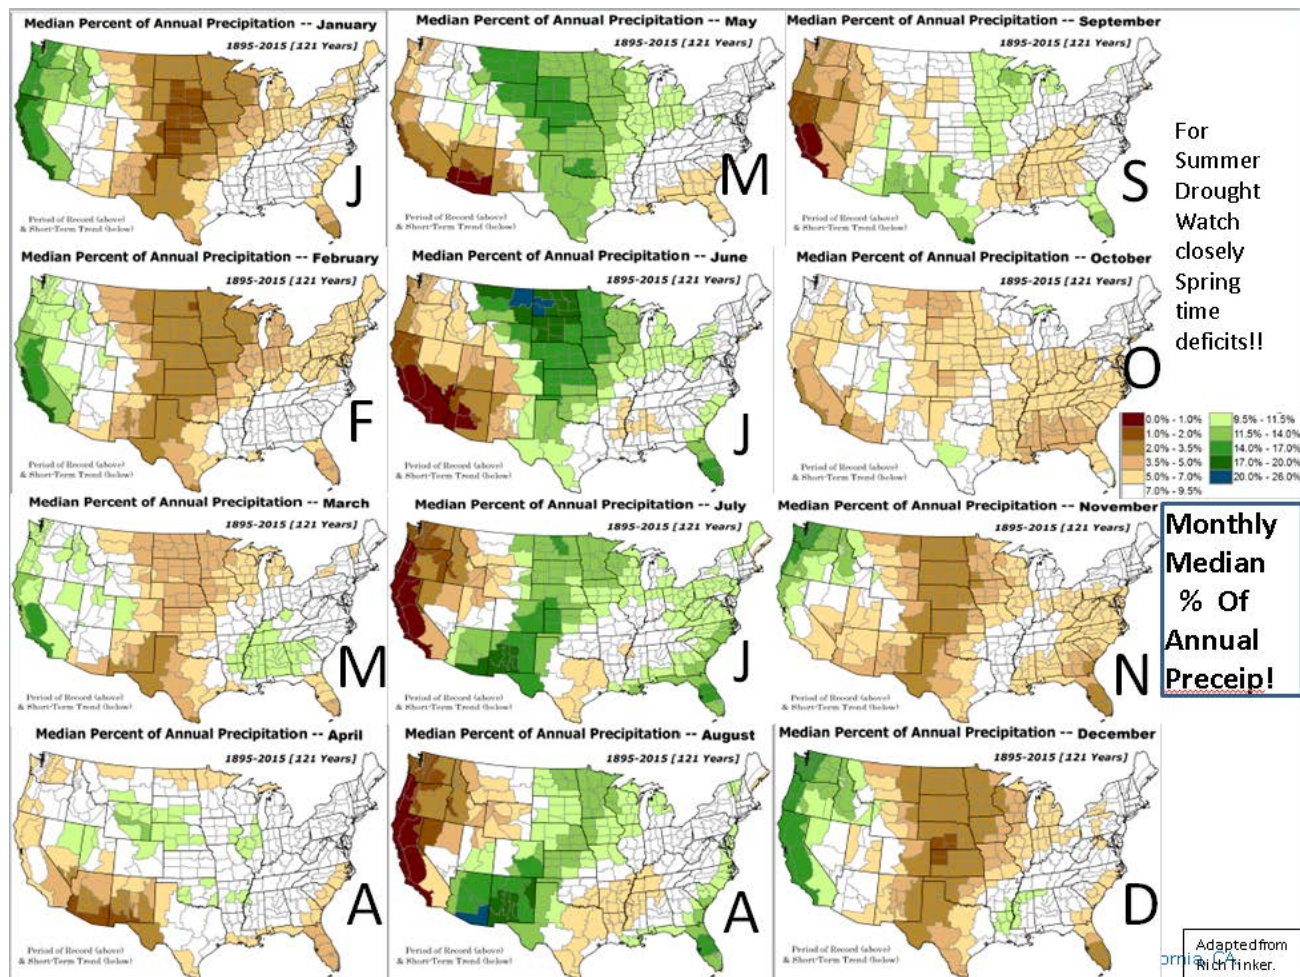 Median Percent of Annual Precipitation -- January
1895-2015 [121 Years]
J
Period of Record (above)
& Short-Term Trend (below)
Median Percent of Annual Precipitation -- May
1895-2015 [121 Years]
M
Period of Record (above)
& Short-Term Trend (below)
Median Percent of Annual Precipitation -- September
1895-2015 [121 Years]
S
Period of Record (above)
& Short-Term Trend (below)
For
Summer
Drought
Watch
closely
Spring
time
deficits!!
Median Percent of Annual Precipitation -- February
1895-2015 [121 Years]
F
Period of Record (above)
& Short-Term Trend (below)
Median Percent of Annual Precipitation -- June
1895-2015 [121 Years]
J
Period of Record (above)
& Short-Term Trend (below)
Median Percent of Annual Precipitation -- October
1895-2015 [121 Years]
O
Period of Record (above)
& Short-Term Trend (below)
0.0% - 1.0%
1.0% - 2.0%
2.0% - 3.5%
3.5% - 5.0%
5.0% - 7.0%
7.0% - 9.5%
9.5% - 11.5%
11.5% - 14.0%
14.0% - 17.0%
17.0% - 20.0%
20.0% - 26.0%
Median Percent of Annual Precipitation -- March
1895-2015 [121 Years]
M
Period of Record (above)
& Short-Term Trend (below)
Median Percent of Annual Precipitation -- July
1895-2015 [121 Years]
J
Period of Record (above)
& Short-Term Trend (below)
Median Percent of Annual Precipitation -- November
1895-2015 [121 Years]
N
Period of Record (above)
& Short-Term Trend (below)
Monthly
Median
% Of
Annual
Preceip!
Median Percent of Annual Precipitation -- April
1895-2015 [121 Years]
A
Period of Record (above)
& Short-Term Trend (below)
Median Percent of Annual Precipitation -- August
1895-2015 [121 Years]
A
Period of Record (above)
& Short-Term Trend (below)
Median Percent of Annual Precipitation -- December
1895-2015 [121 Years]
D
Period of Record (above)
& Short-Term Trend (below)
Adapted from
Rich Tinker.